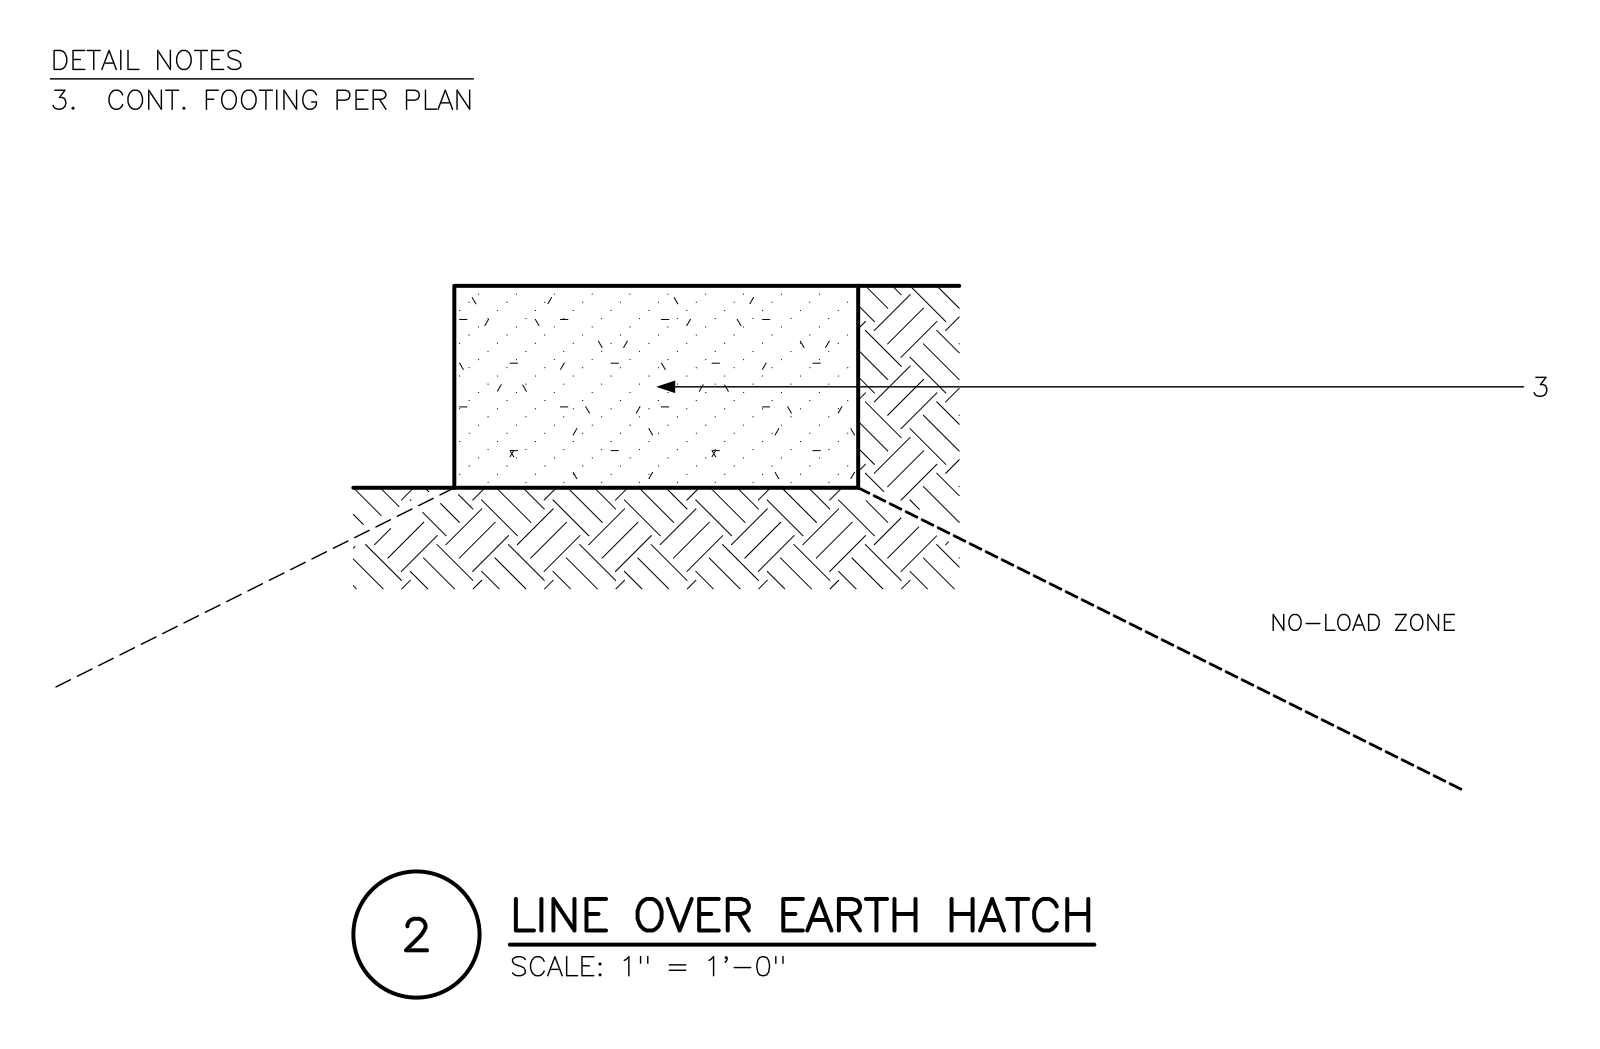 DETAIL NOTES
3. CONT. FOOTING PER PLAN
3
NO-LOAD ZONE
2
LINE OVER EARTH HATCH
SCALE: 1" = 1'-0"